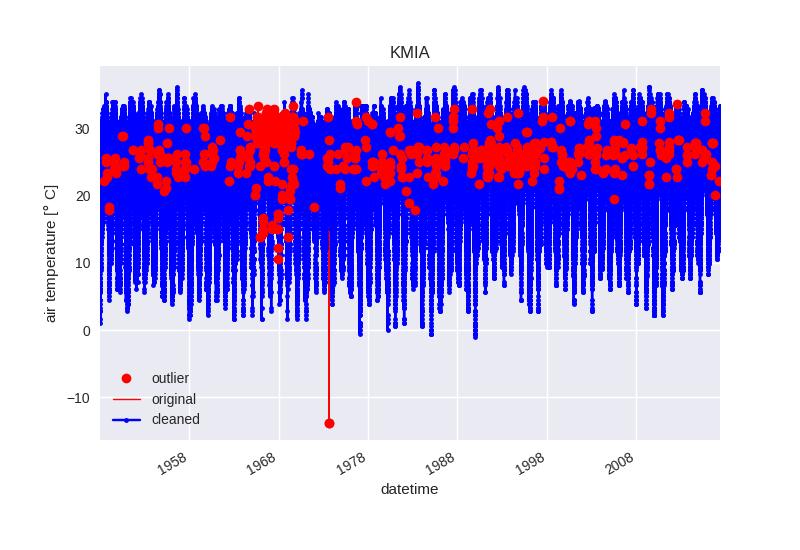 KMIA
30
20
10
0
−10
air temperature [° C]
outlier
original
cleaned
1958
1968
1978
1988
1998
2008
datetime